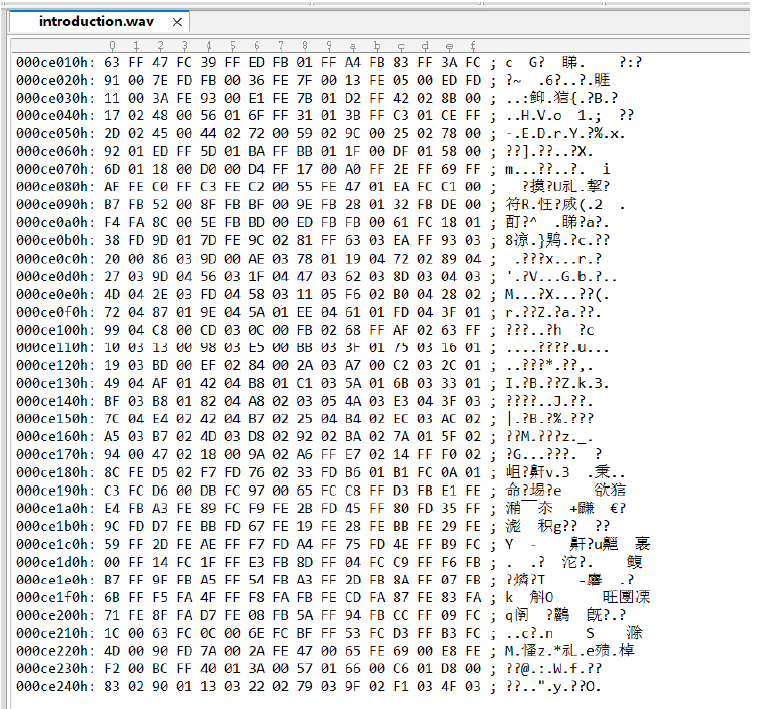 introduction.wav ×
0 1 2 3 4 5 6 7 8 9 a b c d e f
000ce010h: 63 FF 47 FC 39 FF ED FB 01 FF A4 FB 83 FF 3A FC ; c G? 睇. ?:?
000ce020h: 91 00 7E FD FB 00 36 FE 7F 00 13 FE 05 00 ED FD ; ?~ .6?..?.睚
000ce030h: 11 00 3A FE 93 00 E1 FE 7B 01 D2 FF 42 02 8B 00 ; ..: .狺{.?B.?
000ce040h: 17 02 48 00 56 01 6F FF 31 01 3B FF C3 01 CE FF ; ..H.V.o 1.; ??
000ce050h: 2D 02 45 00 44 02 72 00 59 02 9C 00 25 02 78 00 ; -.E.D.r.Y.?%.x.
000ce060h: 92 01 ED FF 5D 01 BA FF BB 01 1F 00 DF 01 58 00 ; ??].??..?X.
000ce070h: 6D 01 18 00 D0 00 D4 FF 17 00 A0 FF 2E FF 69 FF ; m...??..?. i
000ce080h: AF FE C0 FF C3 FE C2 00 55 FE 47 01 EA FC C1 00 ; ?摸?U .挈?
000ce090h: B7 FB 52 00 8F FB BF 00 9E FB 28 01 32 FB DE 00 ; 符R. ? (.2 .
000ce0a0h: F4 FA 8C 00 5E FB BD 00 ED FB FB 00 61 FC 18 01 ; ?^ .睇?a?.
000ce0b0h: 38 FD 9D 01 7D FE 9C 02 81 FF 63 03 EA FF 93 03 ; 8 .} .?c.??
000ce0c0h: 20 00 86 03 9D 00 AE 03 78 01 19 04 72 02 89 04 ; .???x...r.?
000ce0d0h: 27 03 9D 04 56 03 1F 04 47 03 62 03 8D 03 04 03 ; '.?V...G.b.?..
000ce0e0h: 4D 04 2E 03 FD 04 58 03 11 05 F6 02 B0 04 28 02 ; M...?X...??(.
000ce0f0h: 72 04 87 01 9E 04 5A 01 EE 04 61 01 FD 04 3F 01 ; r.??Z.?a.??.
000ce100h: 99 04 C8 00 CD 03 0C 00 FB 02 68 FF AF 02 63 FF ; ????..?h ?c
000ce110h: 10 03 13 00 98 03 E5 00 BB 03 3F 01 75 03 16 01 ; ....????.u...
000ce120h: 19 03 BD 00 EF 02 84 00 2A 03 A7 00 C2 03 2C 01 ; ..???*.??,.
000ce130h: 49 04 AF 01 42 04 B8 01 C1 03 5A 01 6B 03 33 01 ; I.?B.??Z.k.3.
000ce140h: BF 03 B8 01 82 04 A8 02 03 05 4A 03 E3 04 3F 03 ; ????..J.??.
000ce150h: 7C 04 E4 02 42 04 B7 02 25 04 B4 02 EC 03 AC 02 ; |.?B.?%.???
000ce160h: A5 03 B7 02 4D 03 D8 02 92 02 BA 02 7A 01 5F 02 ; ??M.???z._.
000ce170h: 94 00 47 02 18 00 9A 02 A6 FF E7 02 14 FF F0 02 ; ?G...???. ?
000ce180h: 8C FE D5 02 F7 FD 76 02 33 FD B6 01 B1 FC 0A 01 ; ? v.3 .秉..
000ce190h: C3 FC D6 00 DB FC 97 00 65 FC C8 FF D3 FB E1 FE ; ? ?e 欲狺
000ce1a0h: E4 FB A3 FE 89 FC F9 FE 2B FD 45 FF 80 FD 35 FF ;
000ce1b0h: 9C FD D7 FE BB FD 67 FE 19 FE 28 FE BB FE 29 FE ; 积g?? ??
000ce1c0h: 59 FF 2D FE AE FF F7 FD A4 FF 75 FD 4E FF B9 FC ; Y -
000ce1d0h: 00 FF 14 FC 1F FF E3 FB 8D FF 04 FC C9 FF F6 FB ; . .? ?.
000ce1e0h: B7 FF 9F FB A5 FF 54 FB A3 FF 2D FB 8A FF 07 FB ; ?T - .?
000ce1f0h: 6B FF F5 FA 4F FF F8 FA FB FE CD FA 87 FE 83 FA ; k O
000ce200h: 71 FE 8F FA D7 FE 08 FB 5A FF 94 FB CC FF 09 FC ; q
000ce210h: 1C 00 63 FC 0C 00 6E FC BF FF 53 FC D3 FF B3 FC ; ..c?.n S
000ce220h: 4D 00 90 FD 7A 00 2A FE 47 00 65 FE 69 00 E8 FE ; M.
000ce230h: F2 00 BC FF 40 01 3A 00 57 01 66 00 C6 01 D8 00 ; ??@.:.W.f.??
000ce240h: 83 02 90 01 13 03 22 02 79 03 9F 02 F1 03 4F 03 ; ??..".y.??O.